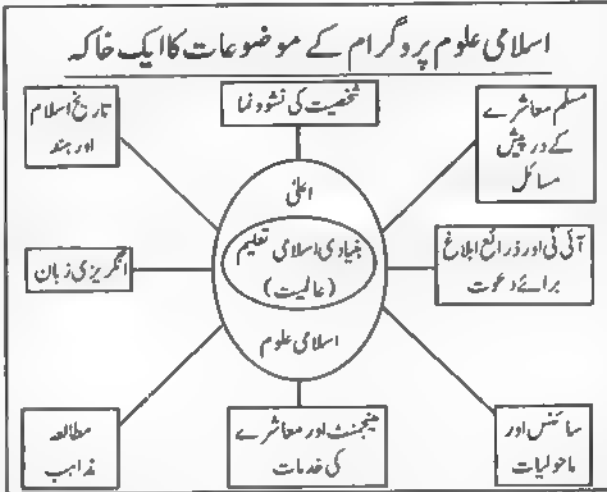 اسلامی علوم پروگرام کے موضوعات کا ایک خاکہ
شخصیت کی نشوونما
مسلم معاشرے
کے درپیش
مسائل
تاریخ اسلام
اور ہند
اعلیٰ
بنیادی اسلامی تعلیم
(عالمیت)
اسلامی علوم
آئی ٹی اور ذرائع ابلاغ
برائے دعوت
انگریزی زبان
سائنس اور
ماحولیات
مینجمنٹ اور معاشرے
کی خدمات
مطالعہ
مذاہب